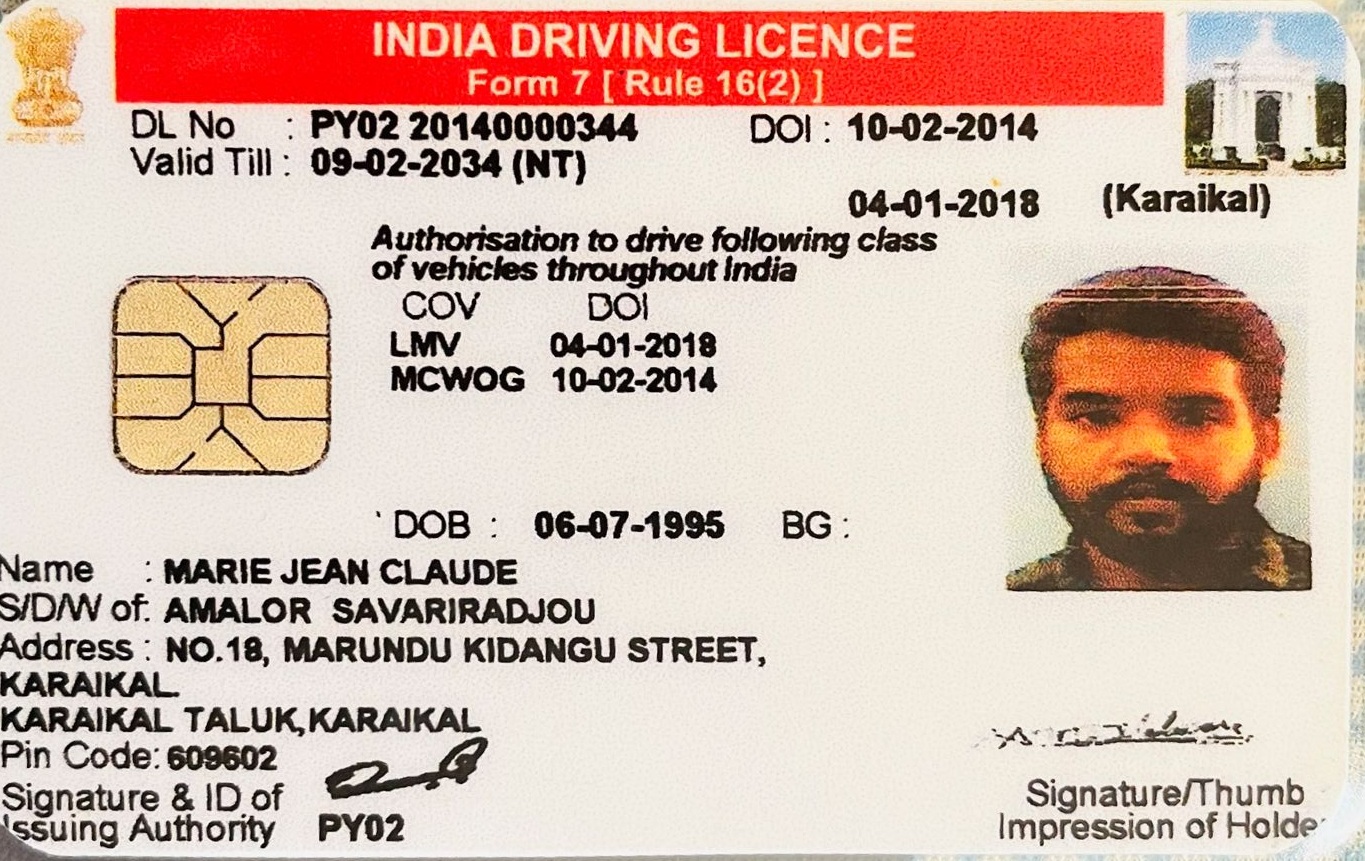 INDIA DRIVING LICENCE
Form 7 [ Rule 16(2) ]
DL No : PY02 20140000344 DOI : 10-02-2014
Valid Till : 09-02-2034 (NT)
04-01-2018 (Karaikal)
Authorisation to drive following class
of vehicles throughout India
COV DOI
LMV 04-01-2018
MCWOG 10-02-2014
DOB : 06-07-1995 BG :
Name : MARIE JEAN CLAUDE
S/D/W of: AMALOR SAVARIRADJOU
Address : NO.18, MARUNDU KIDANGU STREET,
KARAIKAL.
KARAIKAL TALUK,KARAIKAL
Pin Code: 609602
Signature & ID of
Issuing Authority PY02
Signature/Thumb
Impression of Holder